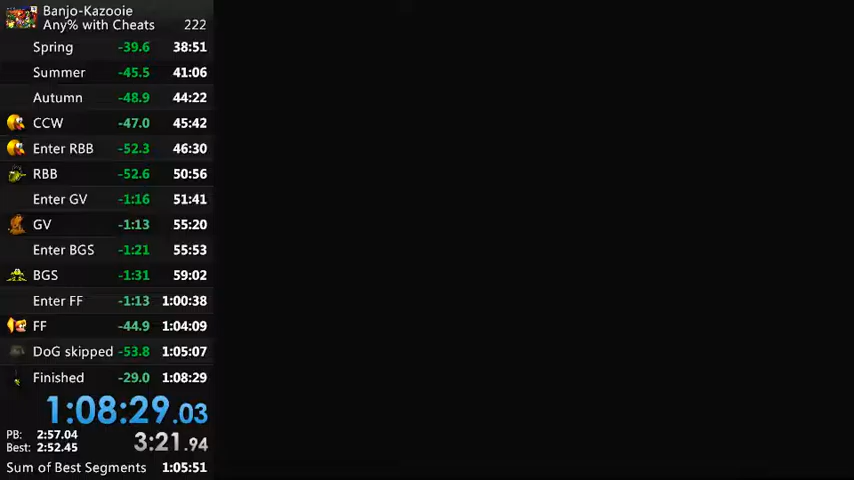 Banjo-Kazooie
Any% with Cheats 222
Spring -39.6 38:51
Summer -45.5 41:06
Autumn -48.9 44:22
CCW -47.0 45:42
Enter RBB -52.3 46:30
RBB -52.6 50:56
Enter GV -1:16 51:41
GV -1:13 55:20
Enter BGS -1:21 55:53
BGS -1:31 59:02
Enter FF -1:13 1:00:38
FF -44.9 1:04:09
DoG skipped -53.8 1:05:07
Finished -29.0 1:08:29
1:08:29.03
PB: 2:57.04
Best: 2:52.45
3:21.94
Sum of Best Segments 1:05:51